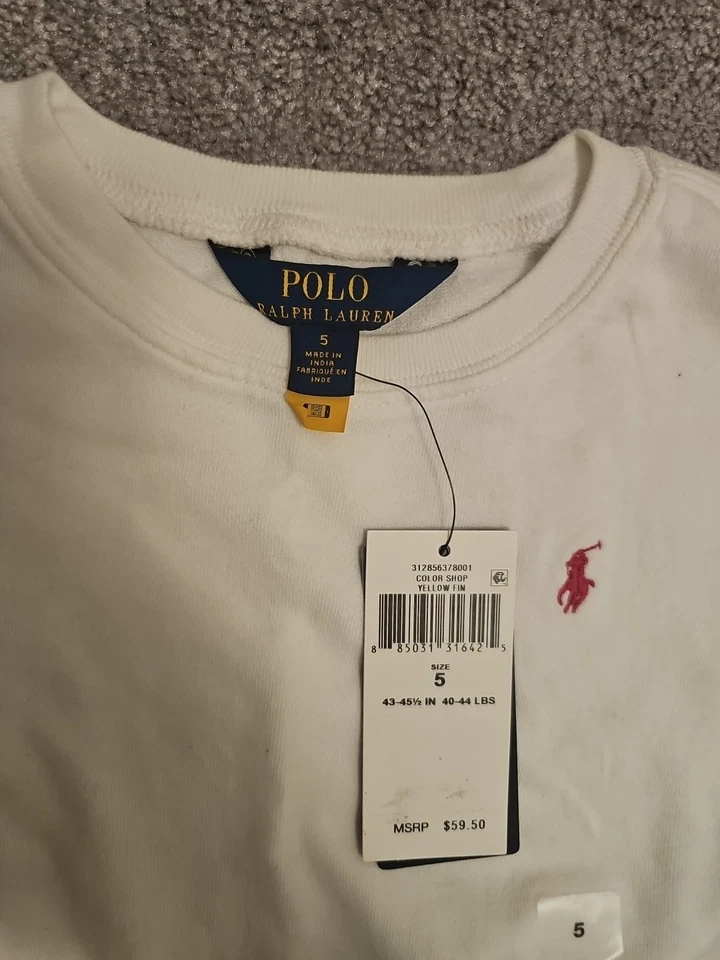 POLO
RALPH LAUREN
5
MADE IN
INDIA
FABRIQUÉ EN
INDE
312856378001
COLOR SHOP
YELLOW FIN
8 85031 31642 5
SIZE
5
43-45½ IN 40-44 LBS
MSRP $59.50
5